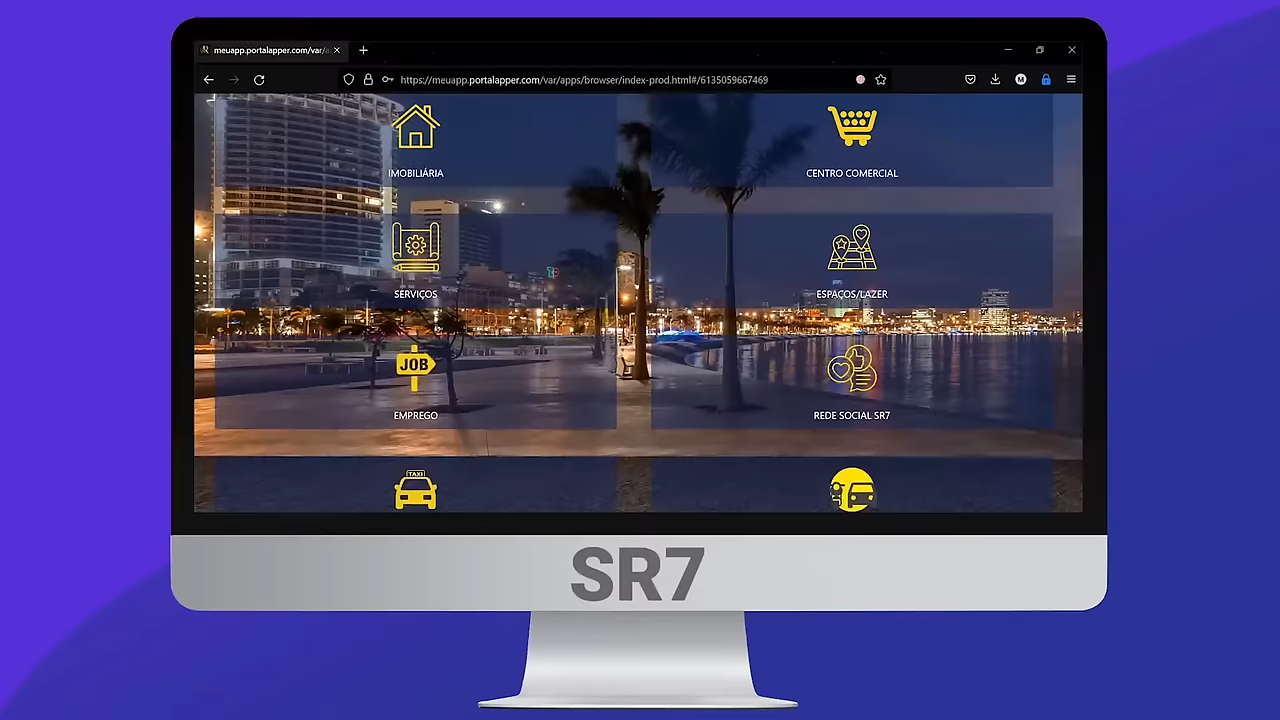 meuapp.portalapper.com/var/a
https://meuapp.portalapper.com/var/apps/browser/index-prod.html#/6135059667469
M
IMOBILIÁRIA
CENTRO COMERCIAL
SERVIÇOS
ESPAÇOS/LAZER
JOB
EMPREGO
REDE SOCIAL SR7
TAXI
SR7